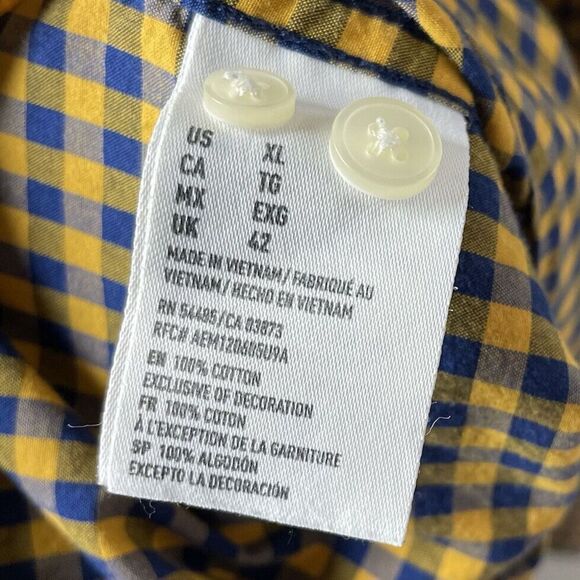 US XL
CA TG
MX EXG
UK 42
MADE IN VIETNAM / FABRIQUÉ AU
VIETNAM / HECHO EN VIETNAM
RN 54485/CA 03873
RFC# AEM120605U9A
EN 100% COTTON
EXCLUSIVE OF DECORATION
FR 100% COTON
À L'EXCEPTION DE LA GARNITURE
SP 100% ALGODÓN
EXCEPTO LA DECORACIÓN